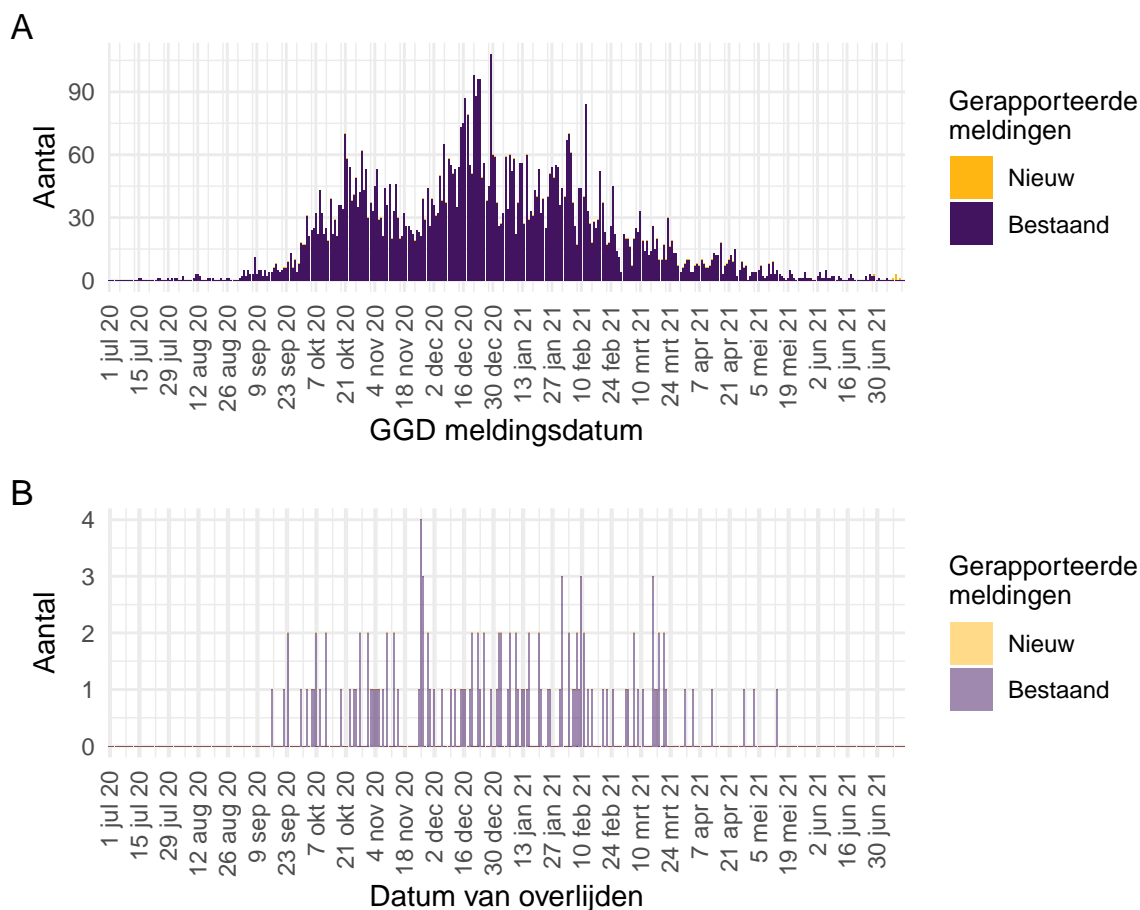 A
Aantal
90
60
30
0
1 jul 20
15 jul 20
29 jul 20
12 aug 20
26 aug 20
9 sep 20
23 sep 20
7 okt 20
21 okt 20
4 nov 20
18 nov 20
2 dec 20
16 dec 20
30 dec 20
13 jan 21
27 jan 21
10 feb 21
24 feb 21
10 mrt 21
24 mrt 21
7 apr 21
21 apr 21
5 mei 21
19 mei 21
2 jun 21
16 jun 21
30 jun 21
GGD meldingsdatum
Gerapporteerde
meldingen
Nieuw
Bestaand
B
Aantal
4
3
2
1
0
1 jul 20
15 jul 20
29 jul 20
12 aug 20
26 aug 20
9 sep 20
23 sep 20
7 okt 20
21 okt 20
4 nov 20
18 nov 20
2 dec 20
16 dec 20
30 dec 20
13 jan 21
27 jan 21
10 feb 21
24 feb 21
10 mrt 21
24 mrt 21
7 apr 21
21 apr 21
5 mei 21
19 mei 21
2 jun 21
16 jun 21
30 jun 21
Datum van overlijden
Gerapporteerde
meldingen
Nieuw
Bestaand